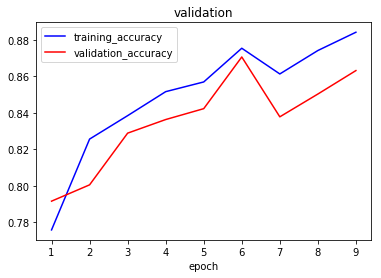 validation
training_accuracy
validation_accuracy
0.88
0.86
0.84
0.82
0.80
0.78
1 2 3 4 5 6 7 8 9
epoch